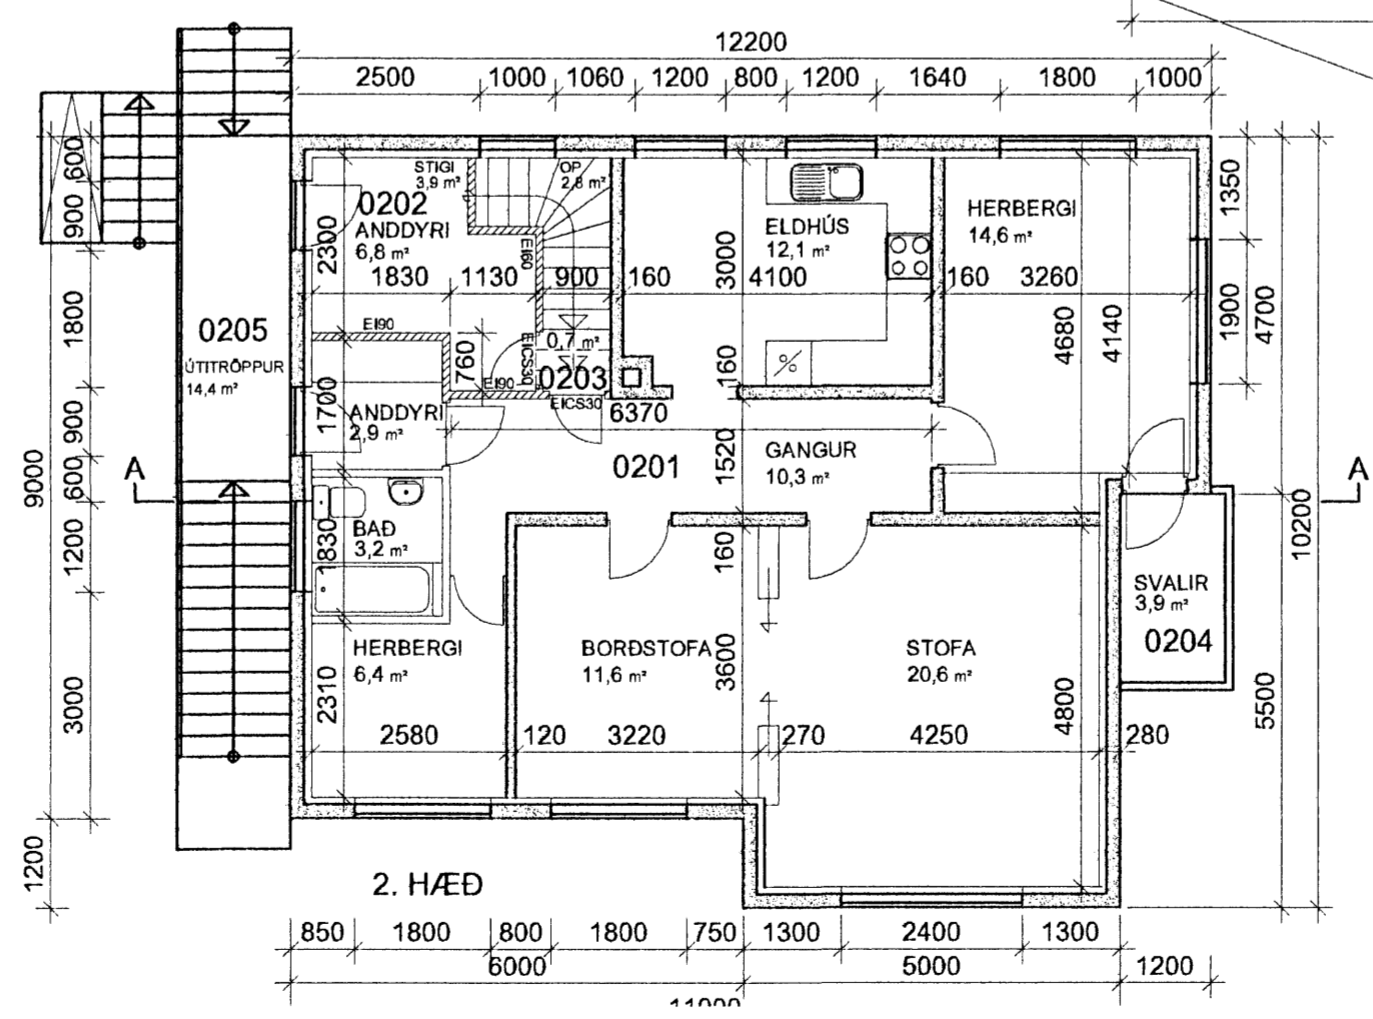 12200
2500 1000 1060 1200 800 1200 1640 1800 1000
600
900
1800
900
600
1200
3000
9000
1200
STIGI
3,9 m²
OP
2,8 m²
0202
ANDDYRI
6,8 m²
2300
1830 1130 900 160 4100 160 3260
EI60
ELDHÚS
12,1 m²
3000
HERBERGI
14,6 m²
1350
1900
4700
4680
4140
0205
ÚTITRÖPPUR
14,4 m²
EI90
760
EICS30
0,7 m²
0203
EI90
EICS30
160
6370
1700
ANDDYRI
2,9 m²
0201
1520
GANGUR
10,3 m²
A
A
10200
BAÐ
3,2 m²
1830
160
SVALIR
3,9 m²
0204
HERBERGI
6,4 m²
2310
BORÐSTOFA
11,6 m²
3600
STOFA
20,6 m²
4800
5500
2580 120 3220 270 4250 280
2. HÆÐ
850 1800 800 1800 750 1300 2400 1300
6000 5000 1200
11000